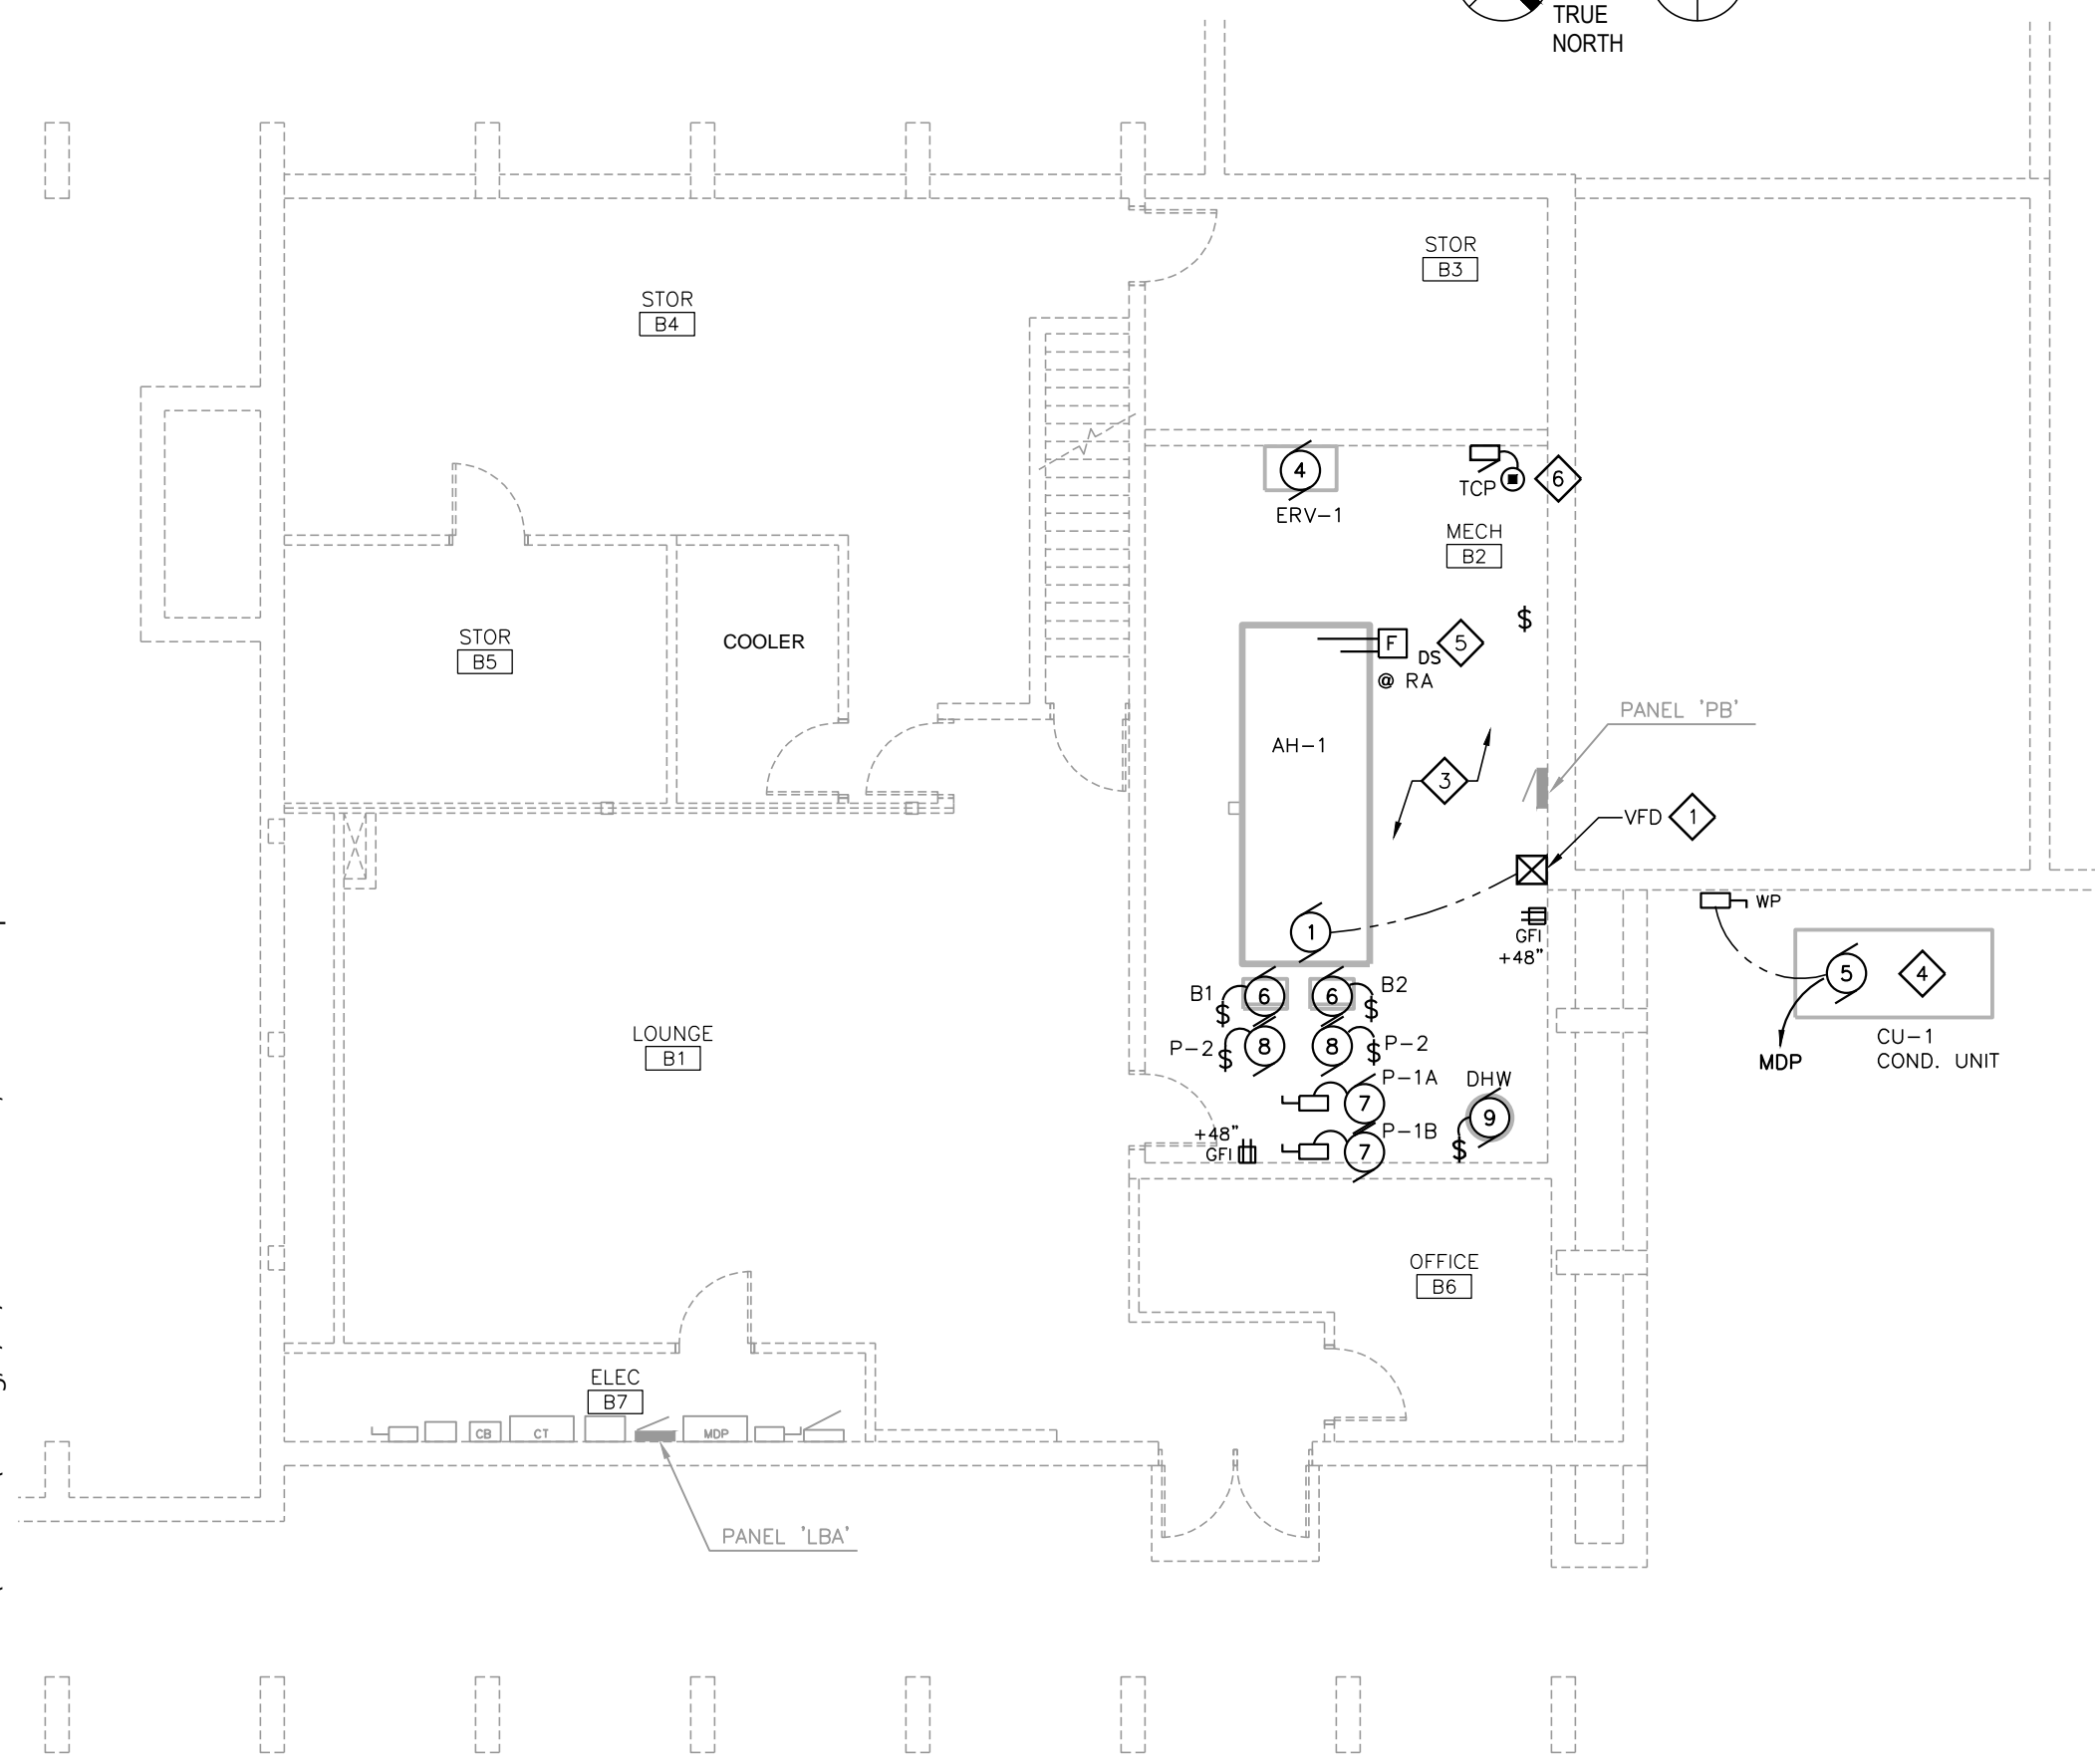 TRUE
NORTH
STOR
B3
STOR
B4
4
ERV-1
TCP
6
MECH
B2
$
STOR
B5
COOLER
F
DS
5
@ RA
PANEL 'PB'
AH-1
3
VFD
1
WP
GFI
+48"
1
5
4
CU-1
COND. UNIT
MDP
B1
6
6
B2
$
$
P-2
8
8
P-2
$
$
LOUNGE
B1
P-1A
7
DHW
9
$
P-1B
7
+48"
GFI
OFFICE
B6
ELEC
B7
CB
CT
MDP
PANEL 'LBA'